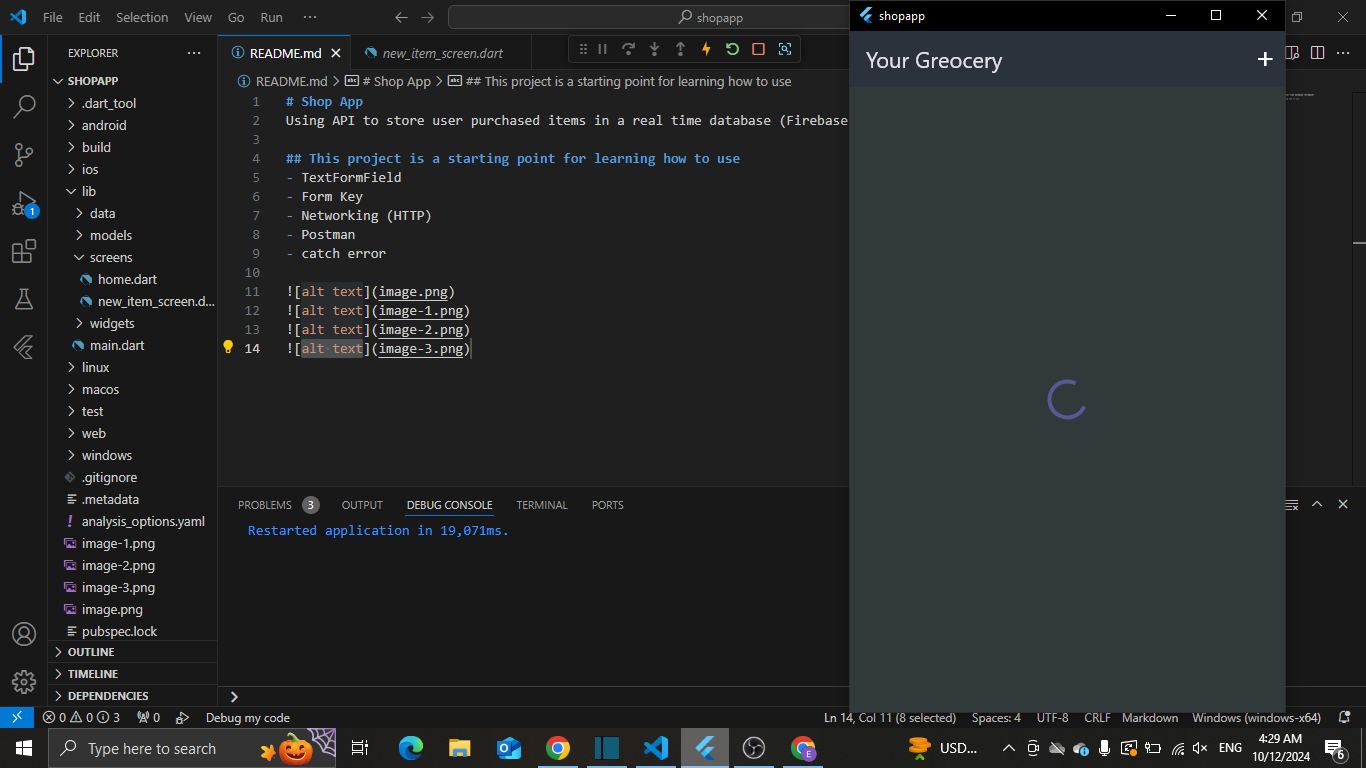 File Edit Selection View Go Run ···
shopapp
shopapp
EXPLORER
SHOPAPP
.dart_tool
android
build
ios
lib
data
models
screens
home.dart
new_item_screen.d...
widgets
main.dart
linux
macos
test
web
windows
.gitignore
.metadata
analysis_options.yaml
image-1.png
image-2.png
image-3.png
image.png
pubspec.lock
OUTLINE
TIMELINE
DEPENDENCIES
1
README.md
new_item_screen.dart
README.md > # Shop App > ## This project is a starting point for learning how to use
1 # Shop App
2 Using API to store user purchased items in a real time database (Firebase
3
4 ## This project is a starting point for learning how to use
5 - TextFormField
6 - Form Key
7 - Networking (HTTP)
8 - Postman
9 - catch error
10
11 ![alt text](image.png)
12 ![alt text](image-1.png)
13 ![alt text](image-2.png)
14 ![alt text](image-3.png)
Your Greocery +
PROBLEMS 3 OUTPUT DEBUG CONSOLE TERMINAL PORTS
Restarted application in 19,071ms.
0 0 3 0 Debug my code
Ln 14, Col 11 (8 selected) Spaces: 4 UTF-8 CRLF Markdown Windows (windows-x64)
Type here to search
E
USD...
ENG
4:29 AM
10/12/2024
6